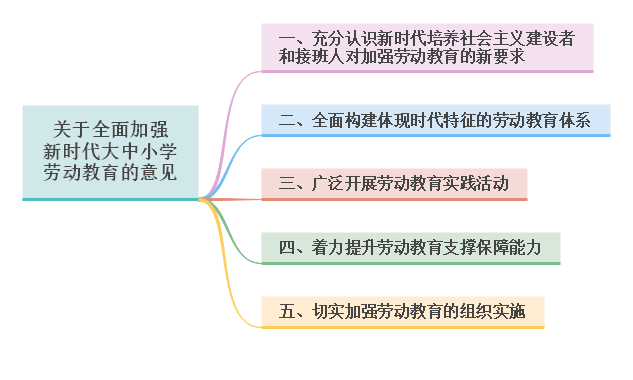 关于全面加强
新时代大中小学
劳动教育的意见
一、充分认识新时代培养社会主义建设者
和接班人对加强劳动教育的新要求
二、全面构建体现时代特征的劳动教育体系
三、广泛开展劳动教育实践活动
四、着力提升劳动教育支撑保障能力
五、切实加强劳动教育的组织实施